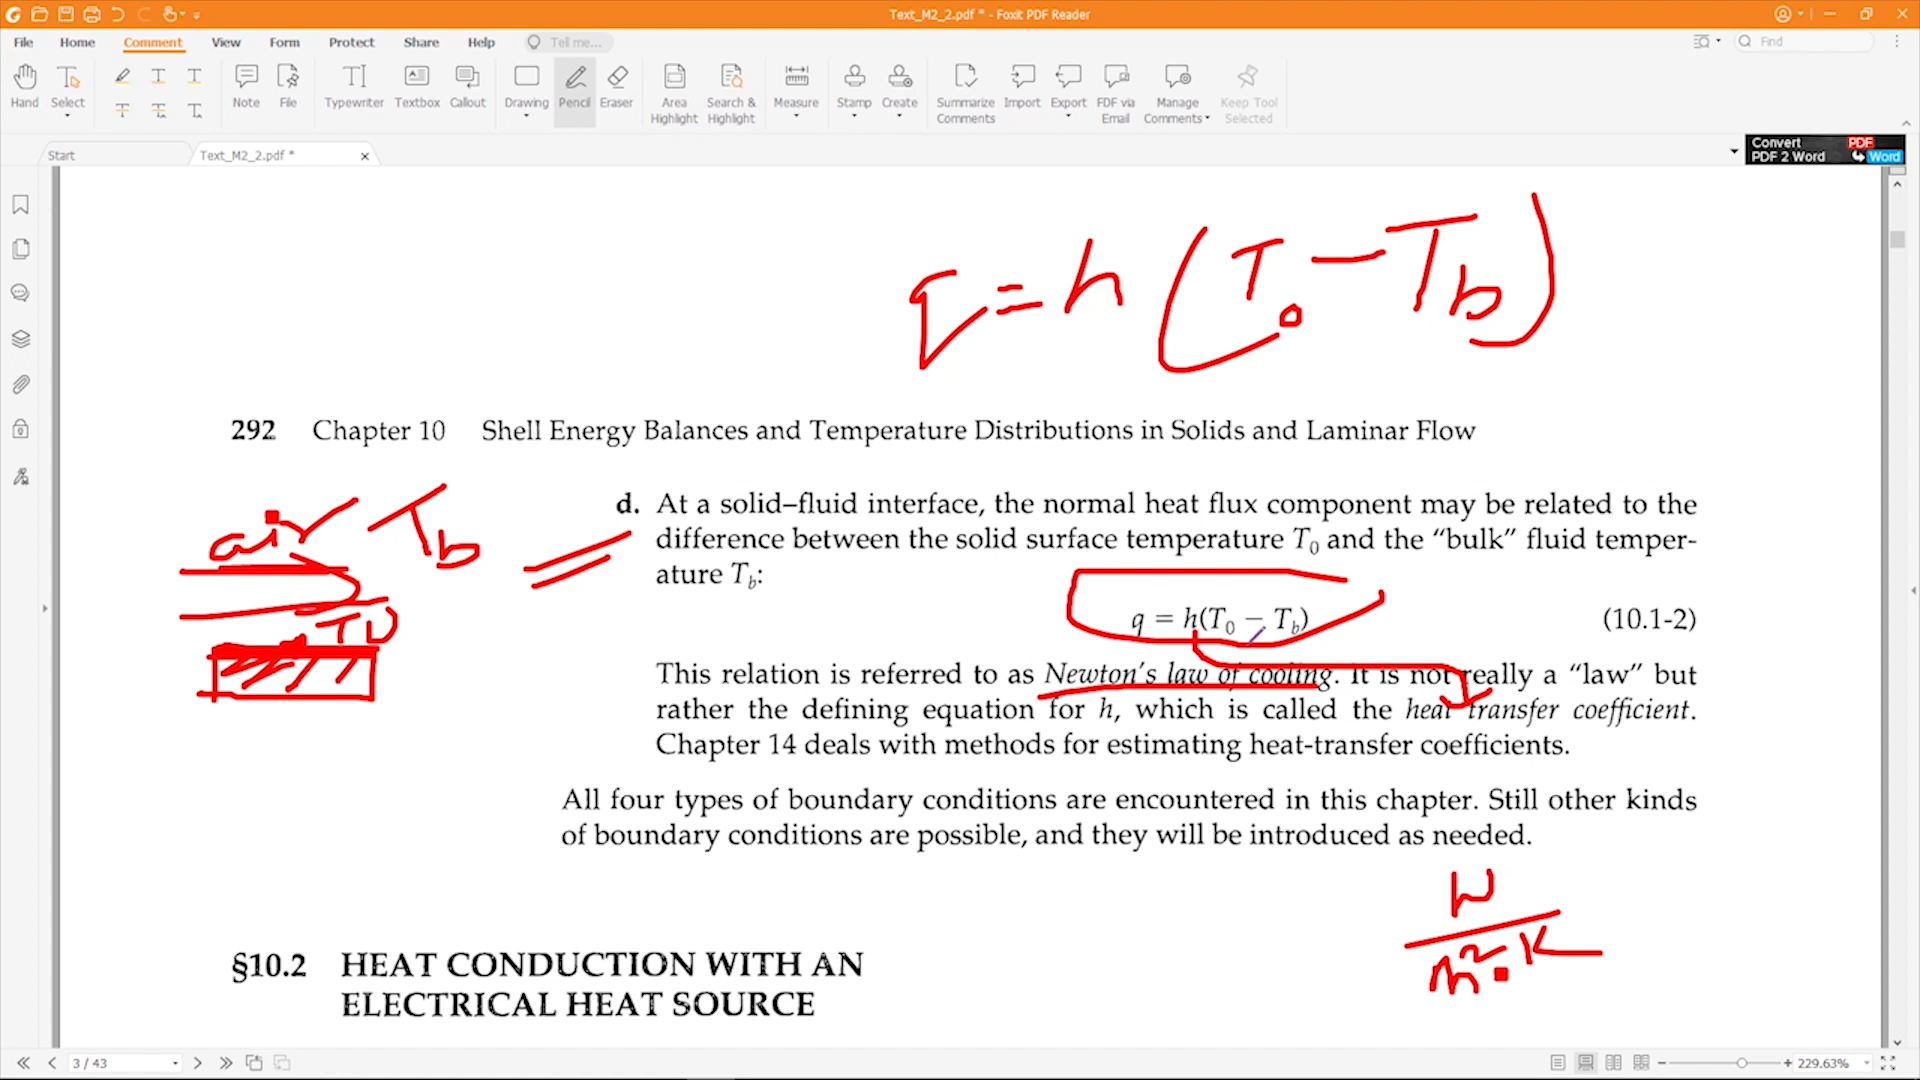 Text_M2_2.pdf * - Foxit PDF Reader
File Home Comment View Form Protect Share Help Tell me... Find
Hand Select Note File Typewriter Textbox Callout Drawing Pencil Eraser Area Highlight Search & Highlight Measure Stamp Create Summarize Comments Import Export FDF via Email Manage Comments Keep Tool Selected
Start Text_M2_2.pdf *
Convert PDF
PDF 2 Word Word
q = h (T₀ − T_b)
292 Chapter 10 Shell Energy Balances and Temperature Distributions in Solids and Laminar Flow
air T_b
T₀
d. At a solid–fluid interface, the normal heat flux component may be related to the
difference between the solid surface temperature T₀ and the “bulk” fluid temper-
ature T_b:
q = h(T₀ − T_b) (10.1-2)
This relation is referred to as Newton's law of cooling. It is not really a “law” but
rather the defining equation for h, which is called the heat transfer coefficient.
Chapter 14 deals with methods for estimating heat-transfer coefficients.
All four types of boundary conditions are encountered in this chapter. Still other kinds
of boundary conditions are possible, and they will be introduced as needed.
W
m²·K
§10.2 HEAT CONDUCTION WITH AN
ELECTRICAL HEAT SOURCE
3 / 43 229.63%